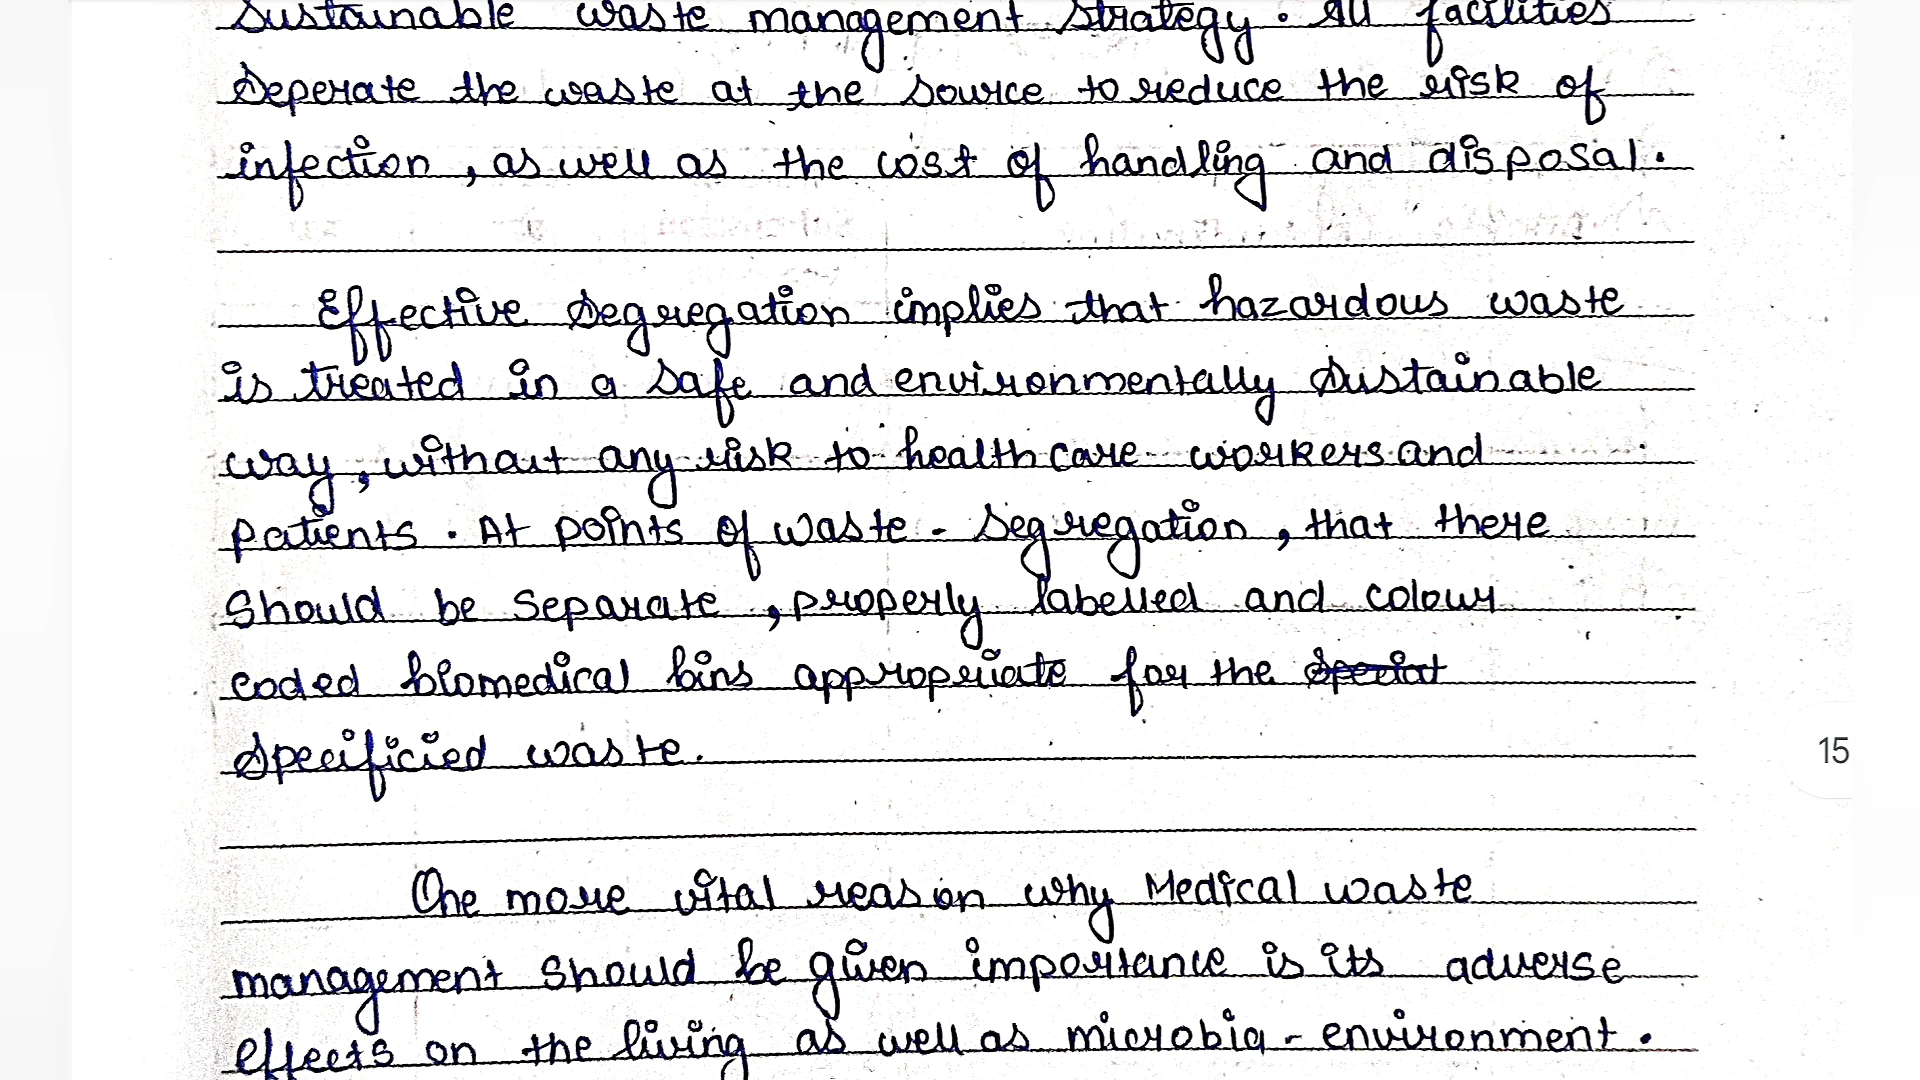 Sustainable waste management strategy. All facilities
Seperate the waste at the source to reduce the risk of
infection, as well as the cost of handling and disposal.
Effective Segregation implies that hazardous waste
is treated in a safe and environmentally sustainable
way, without any risk to health care workers and
patients. At points of waste - segregation, that there
should be separate, properly labelled and colour
coded biomedical bins appropriate for the
specificied waste.
15
One more vital reason why Medical waste
management should be given importance is its adverse
effects on the living as well as microbia - environment.